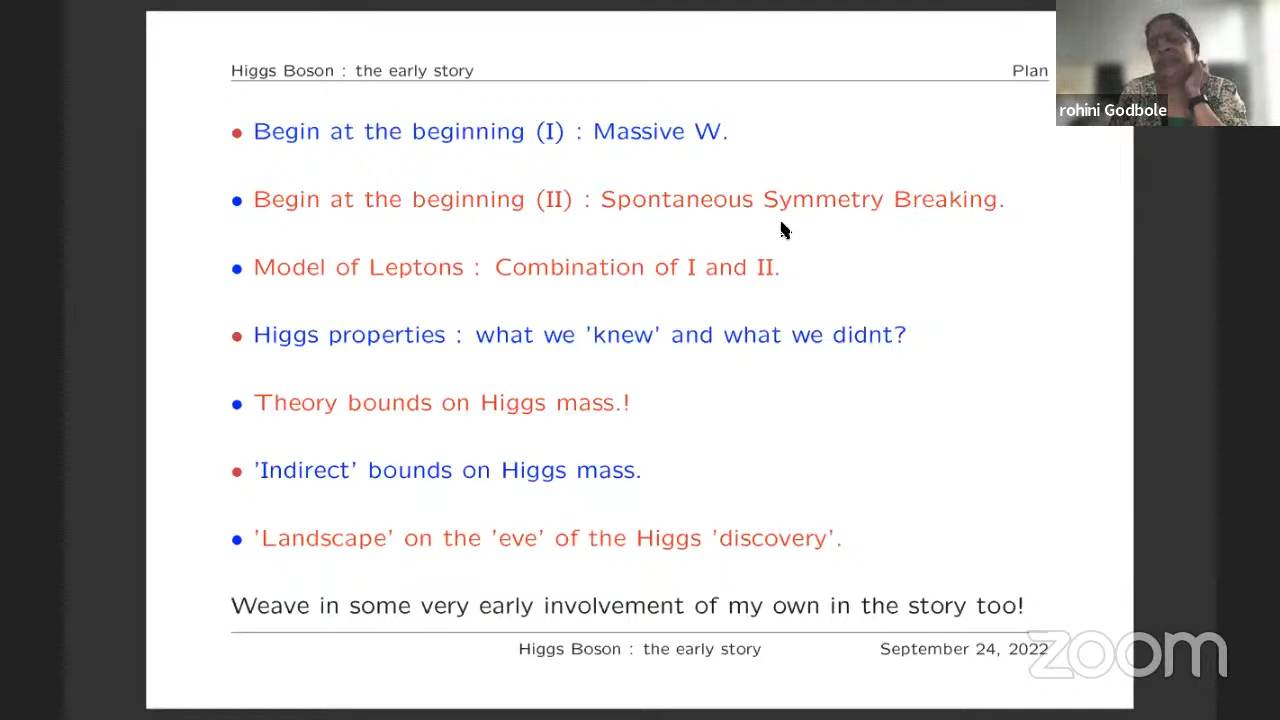 Higgs Boson : the early story Plan
rohini Godbole
• Begin at the beginning (I) : Massive W.
• Begin at the beginning (II) : Spontaneous Symmetry Breaking.
• Model of Leptons : Combination of I and II.
• Higgs properties : what we 'knew' and what we didnt?
• Theory bounds on Higgs mass.!
• 'Indirect' bounds on Higgs mass.
• 'Landscape' on the 'eve' of the Higgs 'discovery'.
Weave in some very early involvement of my own in the story too!
Higgs Boson : the early story September 24, 2022
zoom